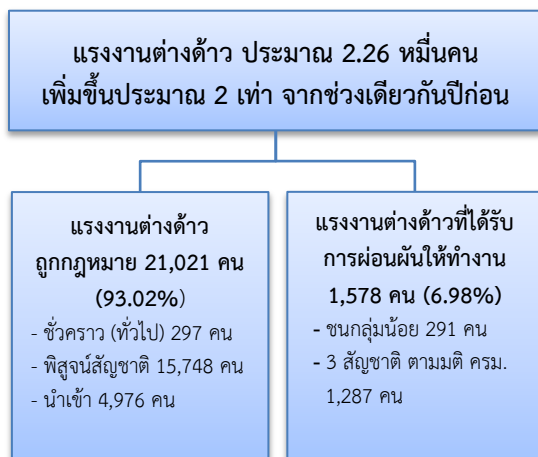 แรงงานต่างด้าว ประมาณ 2.26 หมื่นคน
เพิ่มขึ้นประมาณ 2 เท่า จากช่วงเดียวกันปีก่อน
แรงงานต่างด้าว
ถูกกฎหมาย 21,021 คน
(93.02%)
- ชั่วคราว (ทั่วไป) 297 คน
- พิสูจน์สัญชาติ 15,748 คน
- นำเข้า 4,976 คน
แรงงานต่างด้าวที่ได้รับ
การผ่อนผันให้ทำงาน
1,578 คน (6.98%)
- ชนกลุ่มน้อย 291 คน
- 3 สัญชาติ ตามมติ ครม.
1,287 คน